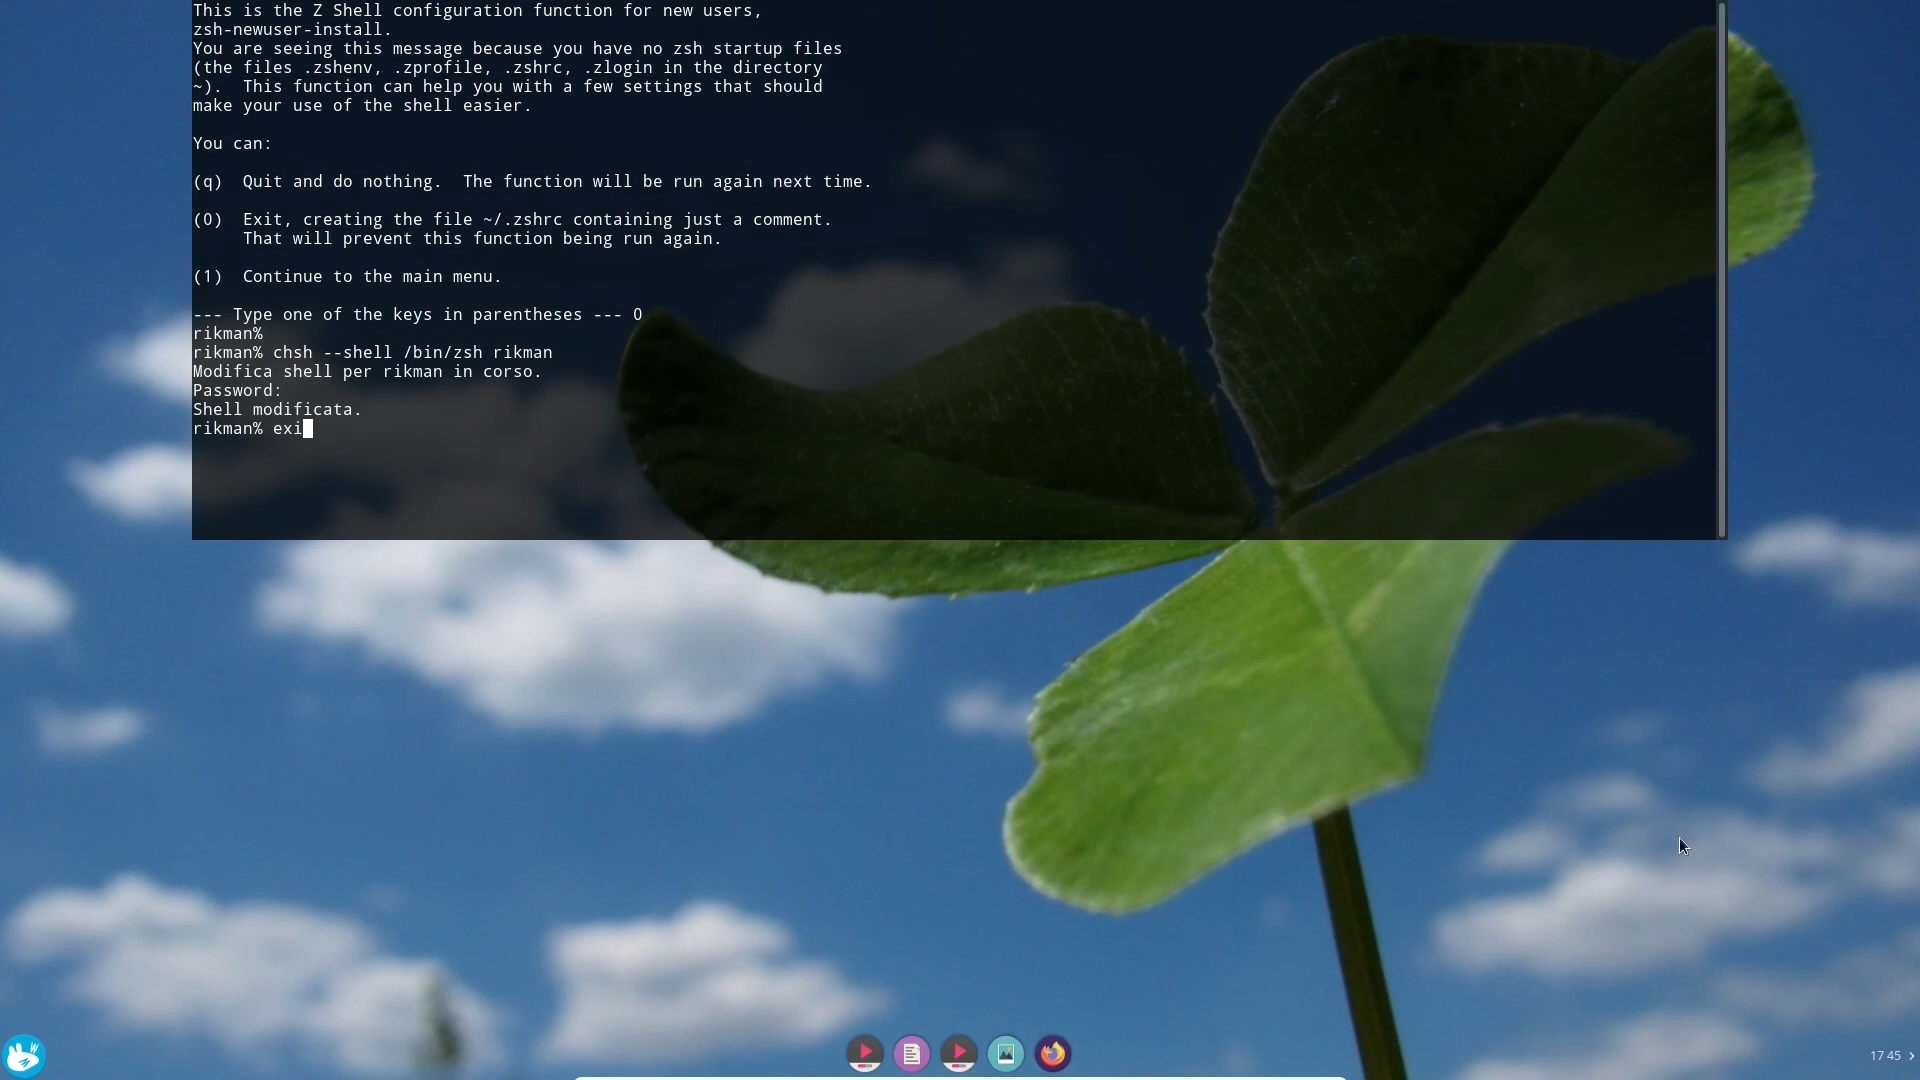 This is the Z Shell configuration function for new users,
zsh-newuser-install.
You are seeing this message because you have no zsh startup files
(the files .zshenv, .zprofile, .zshrc, .zlogin in the directory
~).  This function can help you with a few settings that should
make your use of the shell easier.
You can:
(q)  Quit and do nothing.  The function will be run again next time.
(0)  Exit, creating the file ~/.zshrc containing just a comment.
     That will prevent this function being run again.
(1)  Continue to the main menu.
--- Type one of the keys in parentheses --- 0
rikman%
rikman% chsh --shell /bin/zsh rikman
Modifica shell per rikman in corso.
Password:
Shell modificata.
rikman% exi
W
17 45